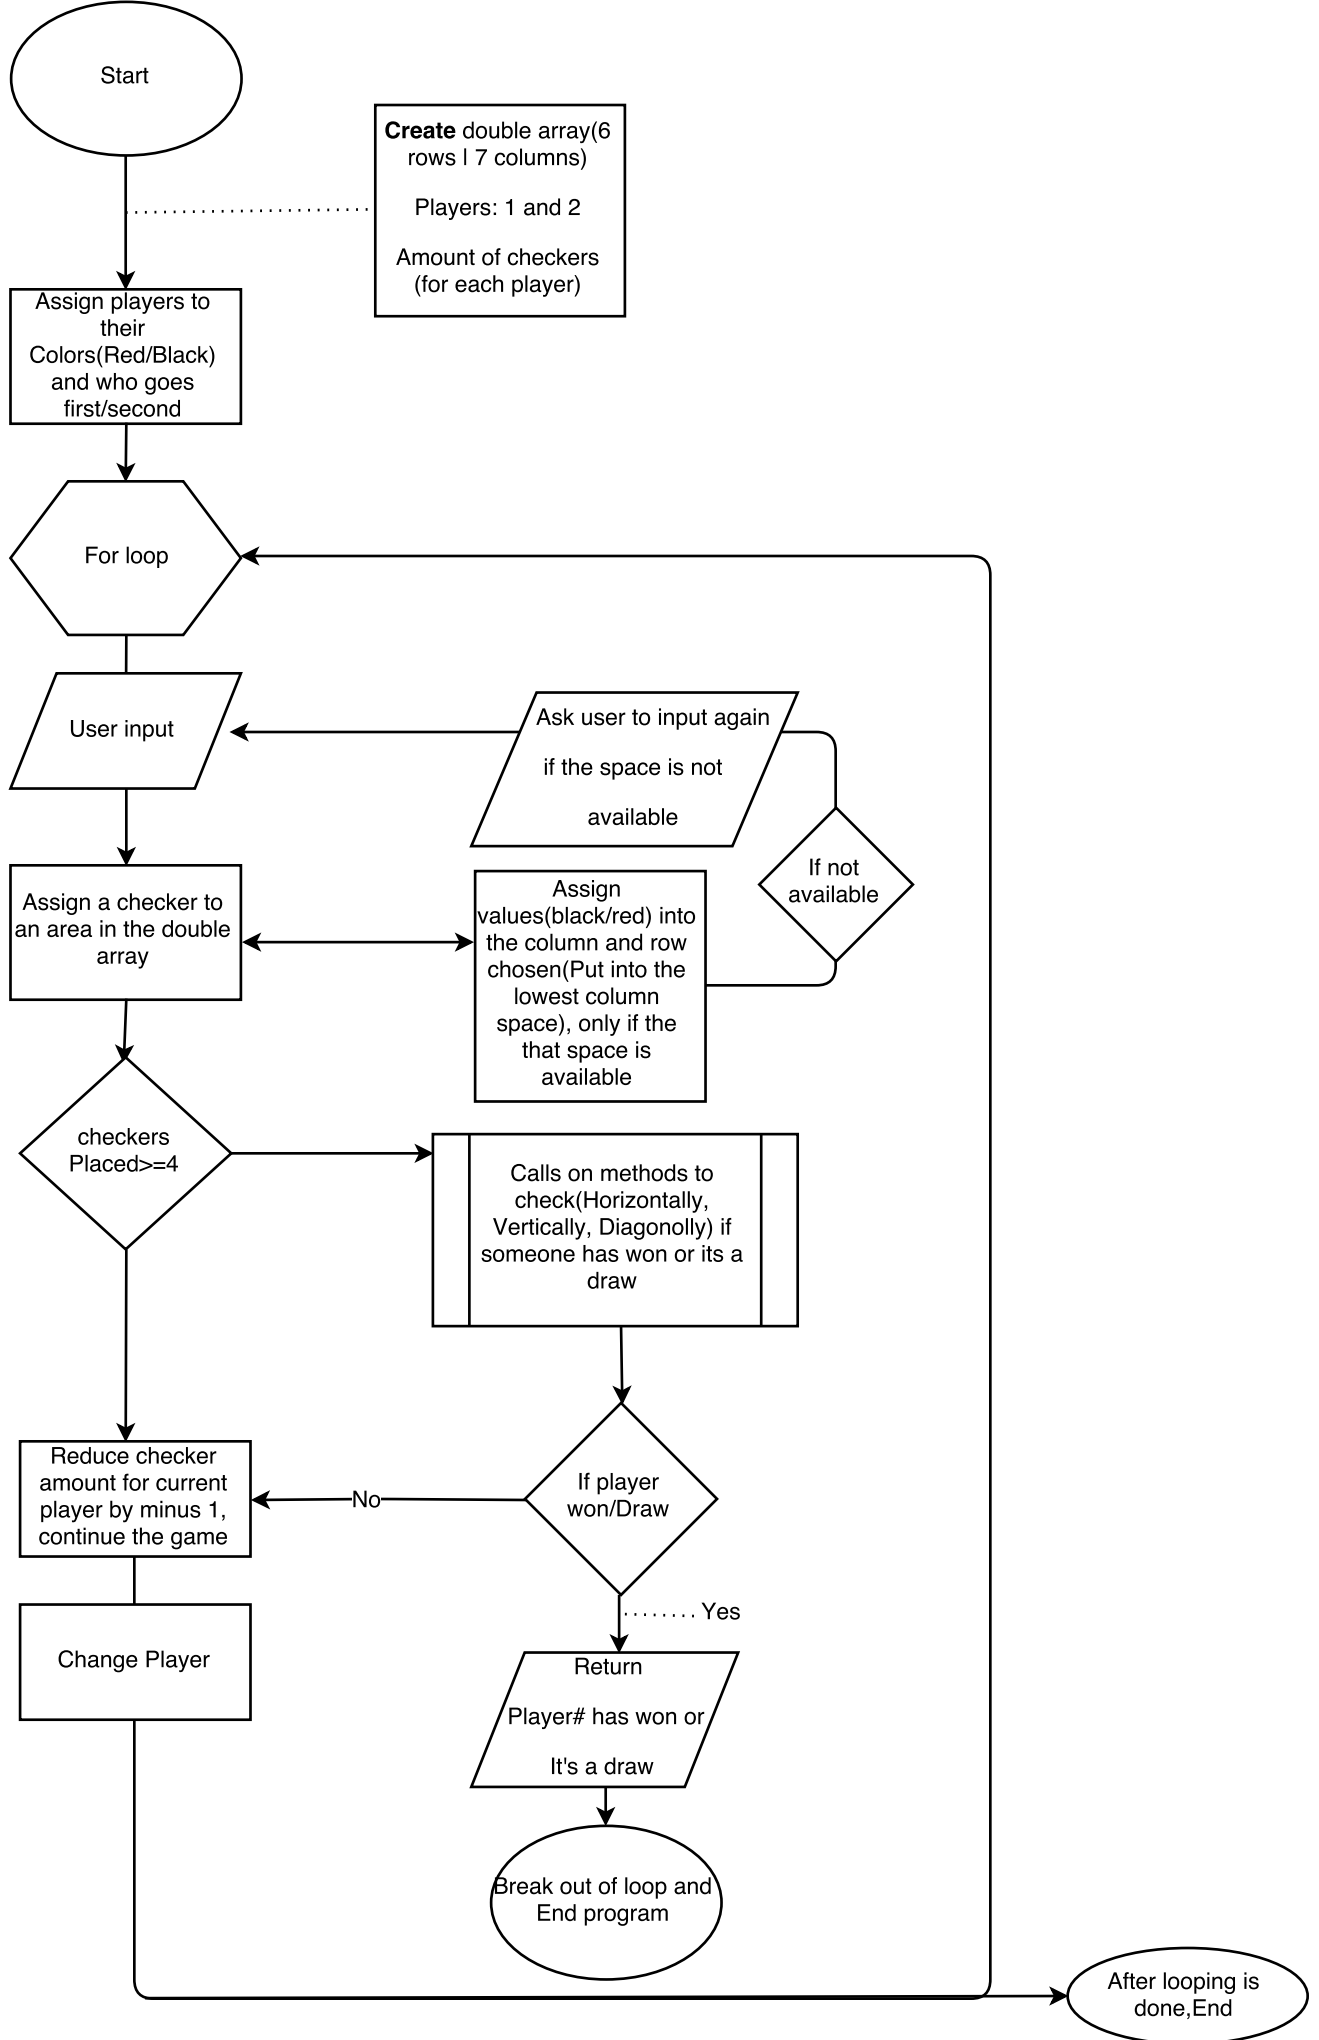 Start
Create double array(6
rows | 7 columns)
Players: 1 and 2
Amount of checkers
(for each player)
Assign players to
their
Colors(Red/Black)
and who goes
first/second
For loop
User input
Ask user to input again
if the space is not
available
If not
available
Assign a checker to
an area in the double
array
Assign
values(black/red) into
the column and row
chosen(Put into the
lowest column
space), only if the
that space is
available
checkers
Placed>=4
Calls on methods to
check(Horizontally,
Vertically, Diagonolly) if
someone has won or its a
draw
Reduce checker
amount for current
player by minus 1,
continue the game
No
If player
won/Draw
Yes
Change Player
Return
Player# has won or
It's a draw
Break out of loop and
End program
After looping is
done,End